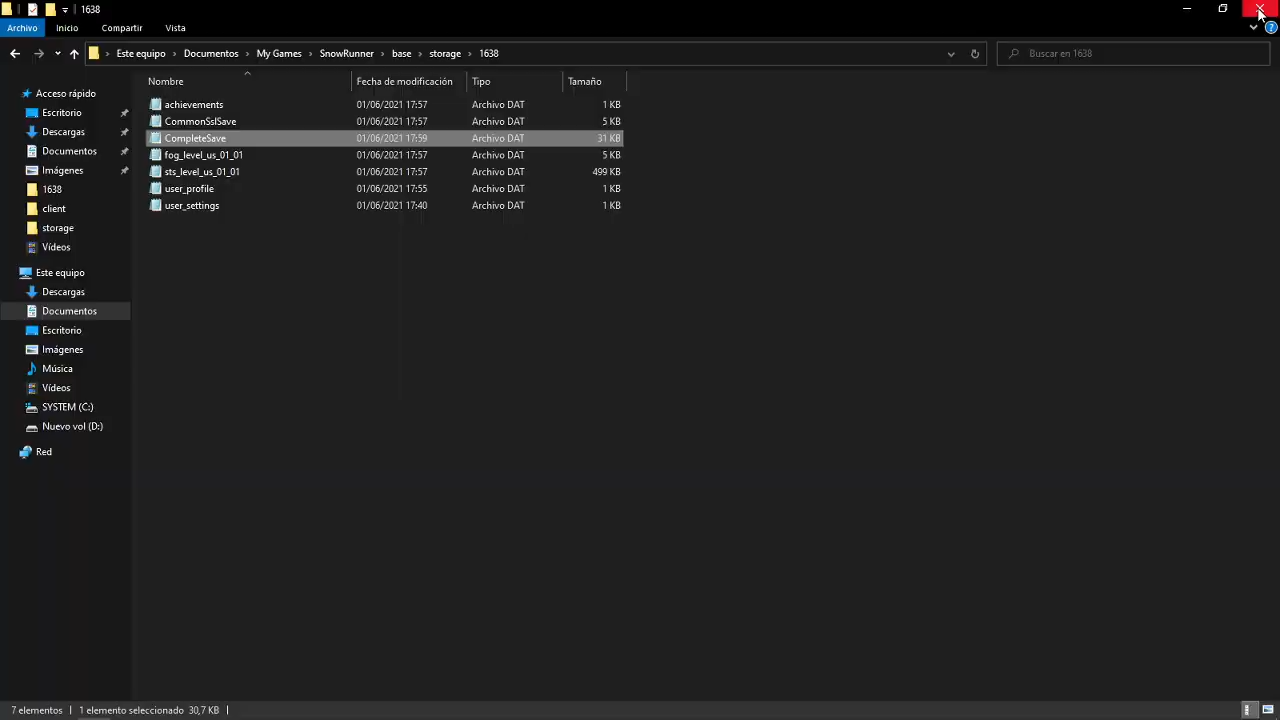 1638
Archivo Inicio Compartir Vista
Este equipo › Documentos › My Games › SnowRunner › base › storage › 1638
Buscar en 1638
Nombre Fecha de modificación Tipo Tamaño
achievements 01/06/2021 17:57 Archivo DAT 1 KB
CommonSslSave 01/06/2021 17:57 Archivo DAT 5 KB
CompleteSave 01/06/2021 17:59 Archivo DAT 31 KB
fog_level_us_01_01 01/06/2021 17:57 Archivo DAT 5 KB
sts_level_us_01_01 01/06/2021 17:57 Archivo DAT 499 KB
user_profile 01/06/2021 17:55 Archivo DAT 1 KB
user_settings 01/06/2021 17:40 Archivo DAT 1 KB
Acceso rápido
Escritorio
Descargas
Documentos
Imágenes
1638
client
storage
Vídeos
Este equipo
Descargas
Documentos
Escritorio
Imágenes
Música
Vídeos
SYSTEM (C:)
Nuevo vol (D:)
Red
7 elementos 1 elemento seleccionado 30,7 KB